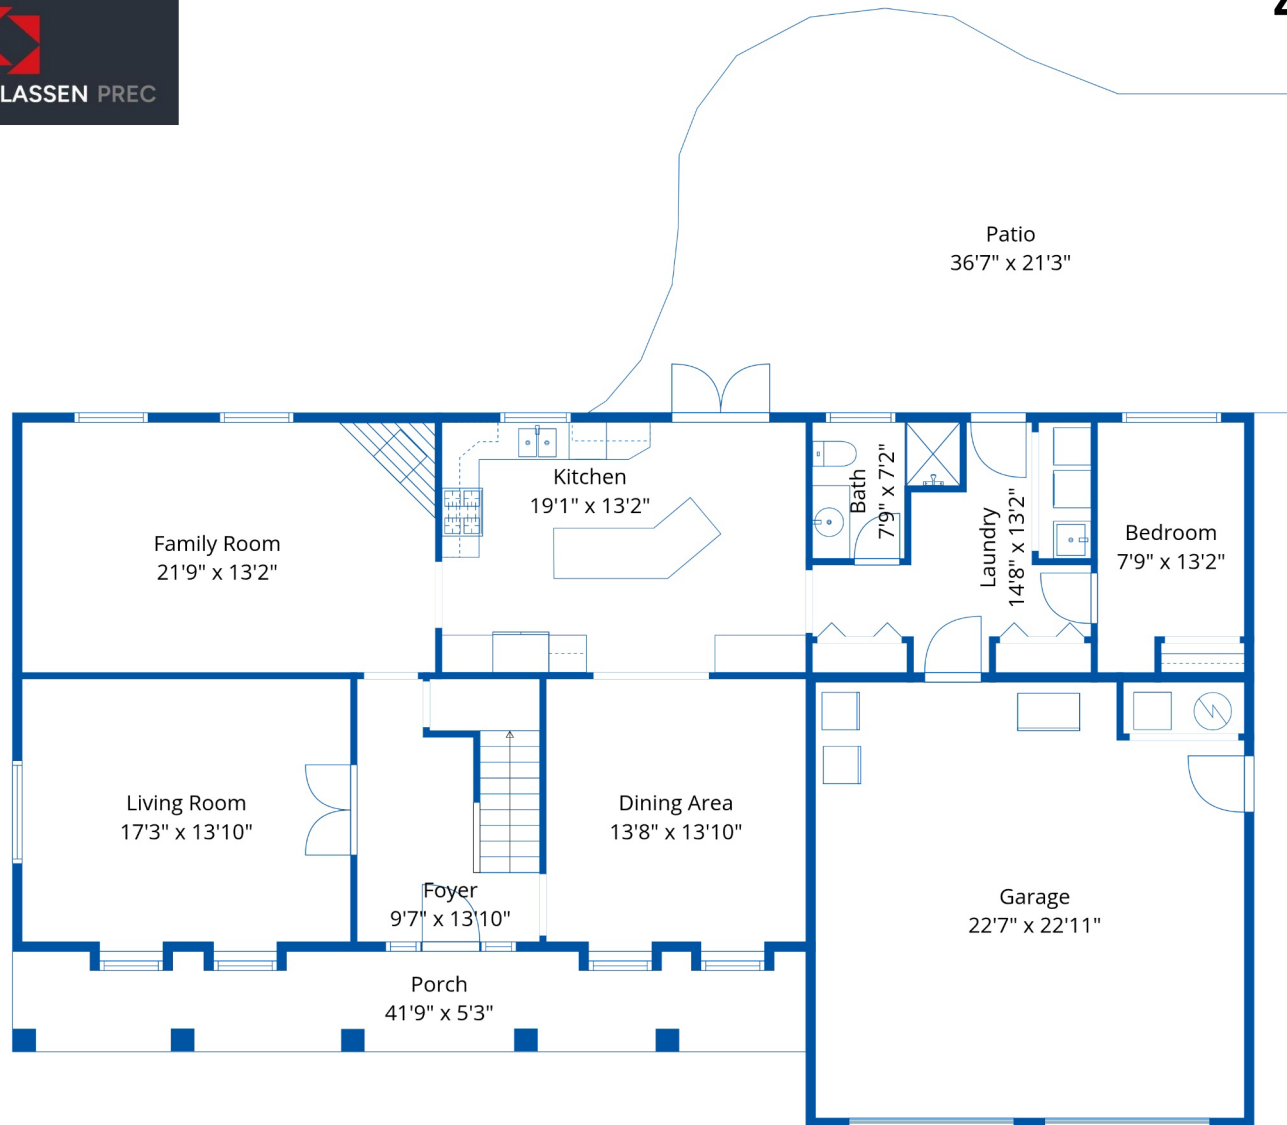 LASSEN PREC
Patio
36'7" x 21'3"
Kitchen
19'1" x 13'2"
Bath
7'9" x 7'2"
Laundry
14'8" x 13'2"
Bedroom
7'9" x 13'2"
Family Room
21'9" x 13'2"
Living Room
17'3" x 13'10"
Dining Area
13'8" x 13'10"
Foyer
9'7" x 13'10"
Garage
22'7" x 22'11"
Porch
41'9" x 5'3"